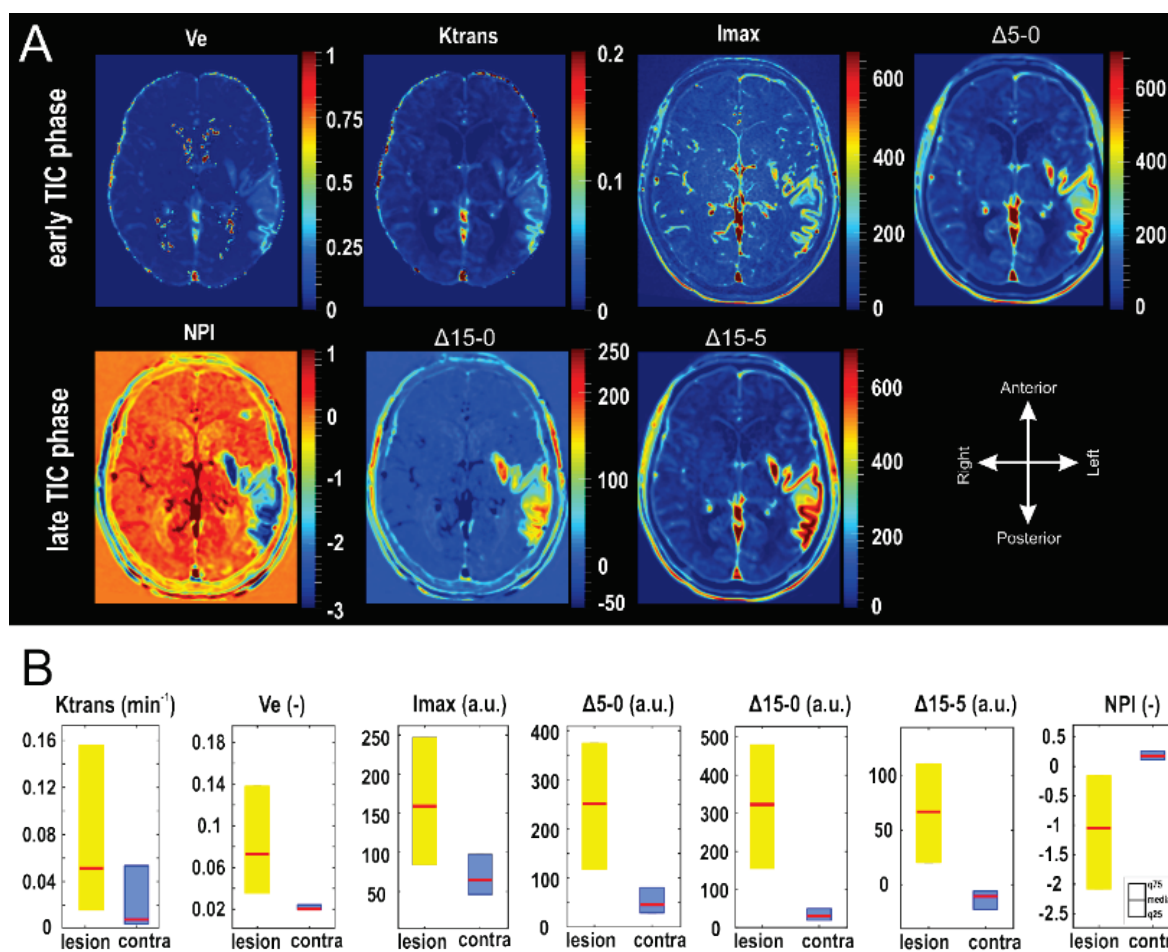 A
Ve
Ktrans
Imax
Δ5-0
early TIC phase
1
0.75
0.5
0.25
0
0.2
0.1
0
600
400
200
0
600
400
200
0
NPI
Δ15-0
Δ15-5
late TIC phase
1
0
-1
-2
-3
250
100
0
-50
600
400
200
0
Anterior
Right
Left
Posterior
B
Ktrans (min⁻¹)
0.16
0.12
0.08
0.04
0
lesion contra
Ve (-)
0.18
0.14
0.1
0.06
0.02
lesion contra
Imax (a.u.)
250
200
150
100
50
lesion contra
Δ5-0 (a.u.)
400
350
300
250
200
150
100
50
0
lesion contra
Δ15-0 (a.u.)
500
400
300
200
100
0
lesion contra
Δ15-5 (a.u.)
100
50
0
lesion contra
NPI (-)
0.5
0
-0.5
-1
-1.5
-2
-2.5
q75
media
q25
lesion contra